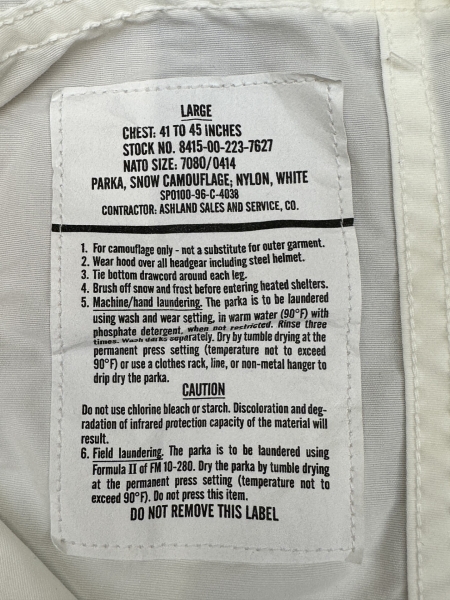 LARGE
CHEST: 41 TO 45 INCHES
STOCK NO. 8415-00-223-7627
NATO SIZE: 7080/0414
PARKA, SNOW CAMOUFLAGE; NYLON, WHITE
SPO100-96-C-4038
CONTRACTOR: ASHLAND SALES AND SERVICE, CO.
1. For camouflage only - not a substitute for outer garment.
2. Wear hood over all headgear including steel helmet.
3. Tie bottom drawcord around each leg.
4. Brush off snow and frost before entering heated shelters.
5. Machine/hand laundering. The parka is to be laundered
using wash and wear setting, in warm water (90°F) with
phosphate detergent, when not restricted. Rinse three
times. Wash darks separately. Dry by tumble drying at the
permanent press setting (temperature not to exceed
90°F) or use a clothes rack, line, or non-metal hanger to
drip dry the parka.
CAUTION
Do not use chlorine bleach or starch. Discoloration and deg-
radation of infrared protection capacity of the material will
result.
6. Field laundering. The parka is to be laundered using
Formula II of FM 10-280. Dry the parka by tumble drying
at the permanent press setting (temperature not to
exceed 90°F). Do not press this item.
DO NOT REMOVE THIS LABEL